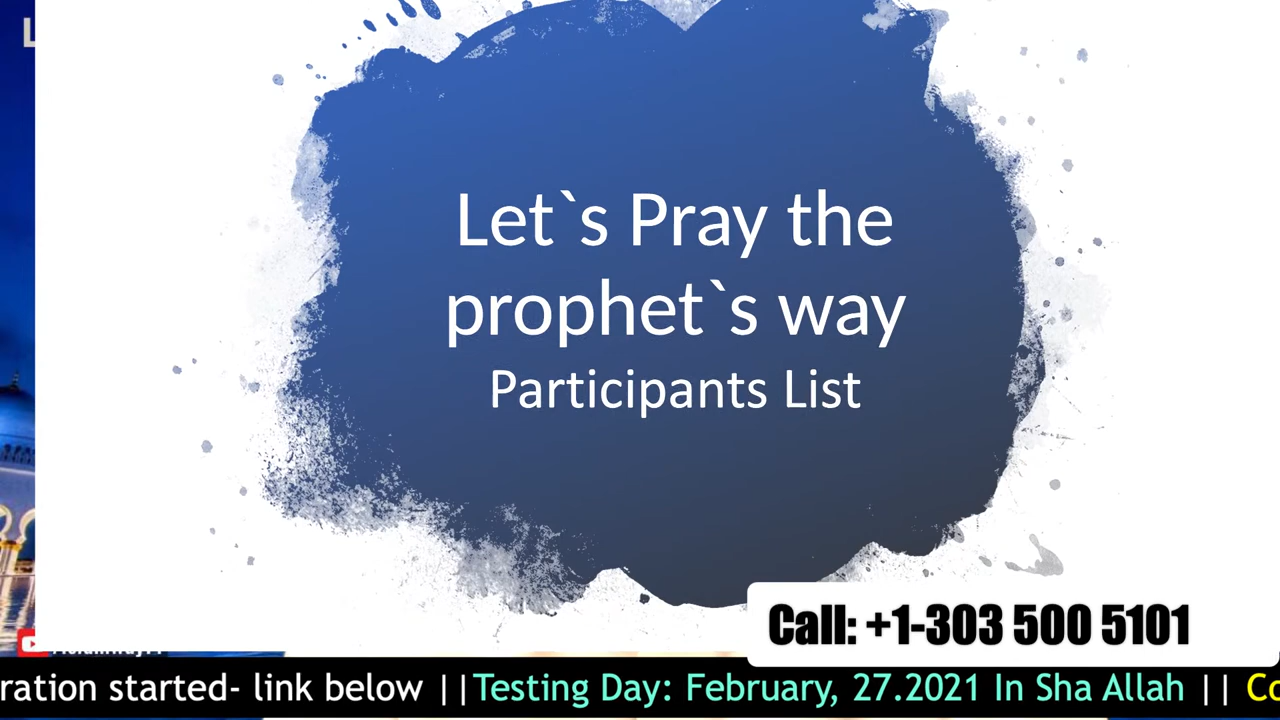 Let`s Pray the
prophet`s way
Participants List
Call: +1-303 500 5101
ration started- link below ||Testing Day: February, 27.2021 In Sha Allah || Co